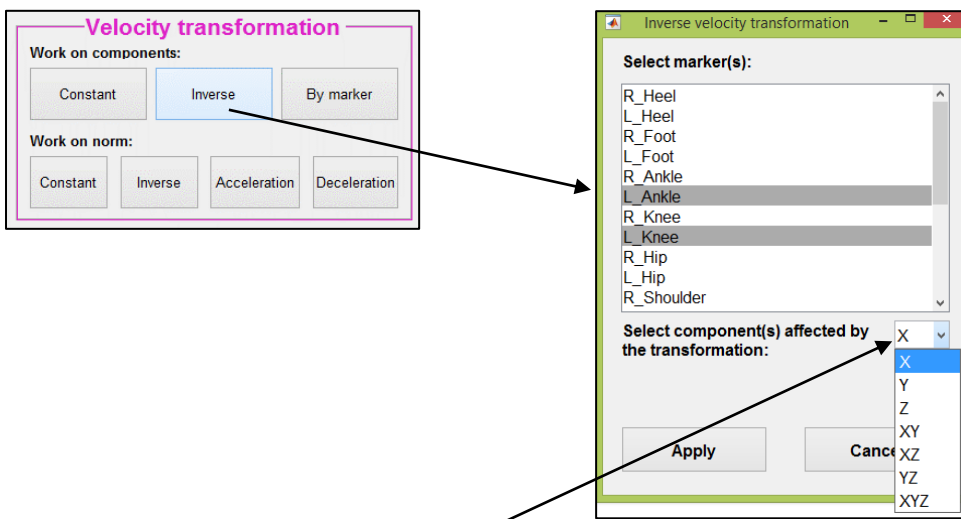 Velocity transformation
Work on components:
Constant
Inverse
By marker
Work on norm:
Constant
Inverse
Acceleration
Deceleration
Inverse velocity transformation
Select marker(s):
R_Heel
L_Heel
R_Foot
L_Foot
R_Ankle
L_Ankle
R_Knee
L_Knee
R_Hip
L_Hip
R_Shoulder
Select component(s) affected by
the transformation:
X
X
Y
Z
XY
XZ
YZ
XYZ
Apply
Cance